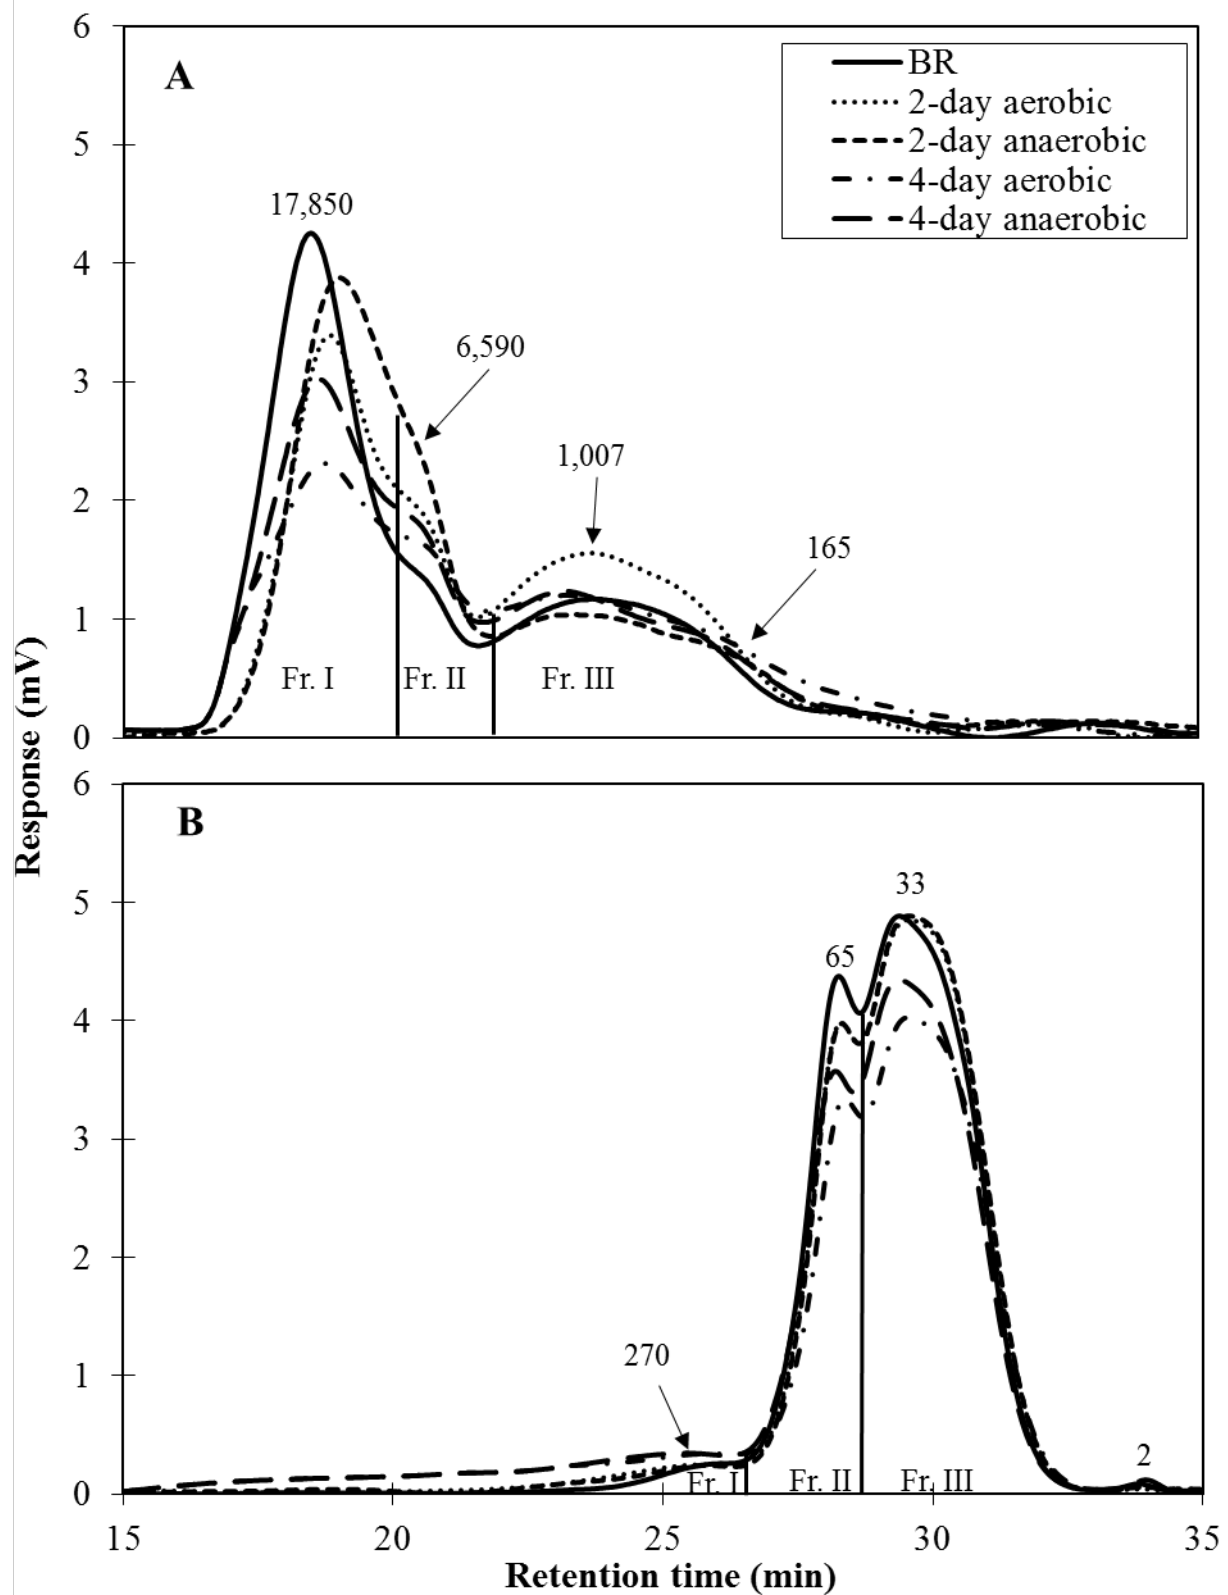 6
A
BR
2-day aerobic
5
2-day anaerobic
4-day aerobic
17,850
4-day anaerobic
4
6,590
3
1,007
2
165
1
Fr. I
Fr. II
Fr. III
0
Response (mV)
6
B
33
5
65
4
3
2
270
1
2
Fr. I
Fr. II
Fr. III
0
15
20
25
30
35
Retention time (min)